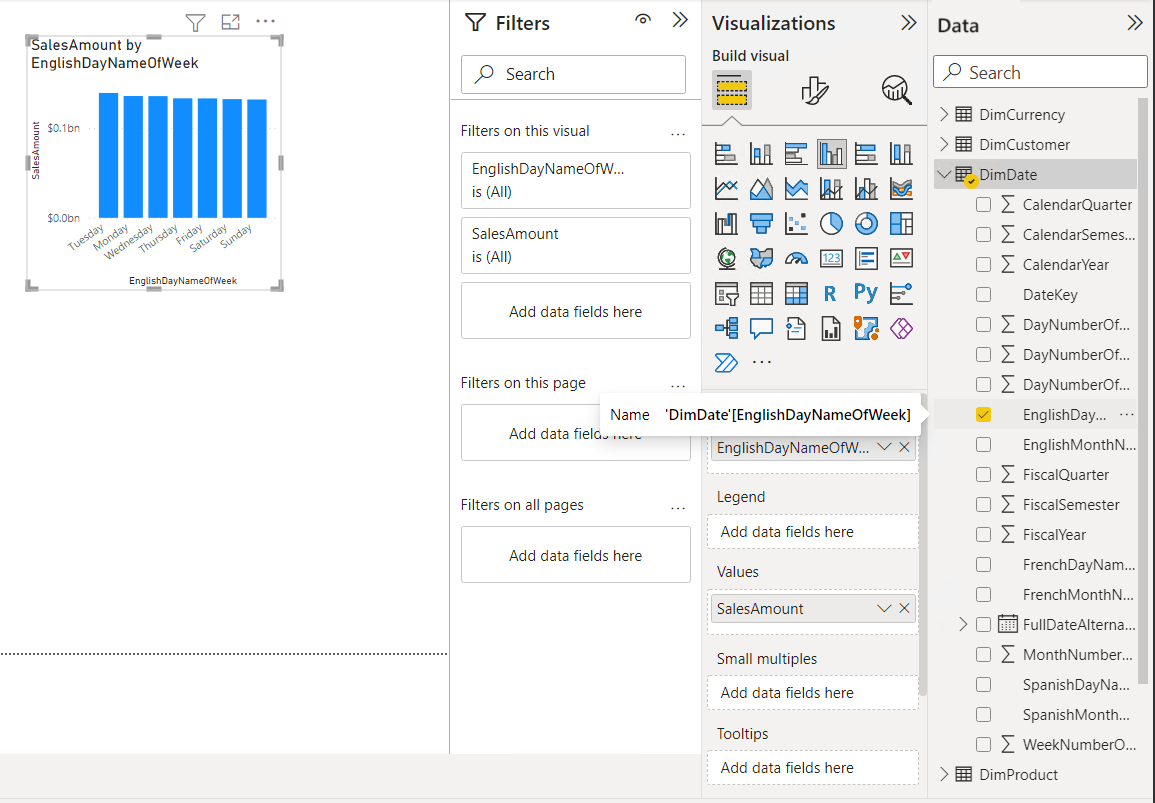 SalesAmount by
EnglishDayNameOfWeek
SalesAmount
$0.1bn
$0.0bn
Tuesday
Monday
Wednesday
Thursday
Friday
Saturday
Sunday
EnglishDayNameOfWeek
Filters
Search
Filters on this visual
...
EnglishDayNameOfW...
is (All)
SalesAmount
is (All)
Add data fields here
Filters on this page
...
Add data fields here
Filters on all pages
...
Add data fields here
Visualizations
Build visual
123
R
Py
...
Name 'DimDate'[EnglishDayNameOfWeek]
EnglishDayNameOfW...
Legend
Add data fields here
Values
SalesAmount
Small multiples
Add data fields here
Tooltips
Add data fields here
Data
Search
DimCurrency
DimCustomer
DimDate
∑ CalendarQuarter
∑ CalendarSemes...
∑ CalendarYear
DateKey
∑ DayNumberOf...
∑ DayNumberOf...
∑ DayNumberOf...
EnglishDay... ...
EnglishMonthN...
∑ FiscalQuarter
∑ FiscalSemester
∑ FiscalYear
FrenchDayNam...
FrenchMonthN...
FullDateAlterna...
∑ MonthNumber...
SpanishDayNa...
SpanishMonth...
∑ WeekNumberO...
DimProduct